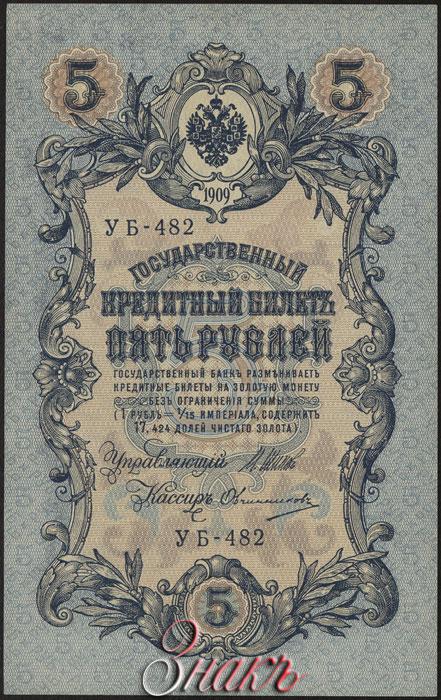 5 5
1909
УБ-482
ГОСУДАРСТВЕННЫЙ
КРЕДИТНЫЙ БИЛЕТЪ
ПЯТЬ РУБЛЕЙ
ГОСУДАРСТВЕННЫЙ БАНКЪ РАЗМѢНИВАЕТЪ
КРЕДИТНЫЕ БИЛЕТЫ НА ЗОЛОТУЮ МОНЕТУ
БЕЗЪ ОГРАНИЧЕНІЯ СУММЫ
(1 РУБЛЬ = 1/15 ИМПЕРІАЛА, СОДЕРЖИТЪ
17,424 ДОЛЕЙ ЧИСТАГО ЗОЛОТА).
Управляющій И. Шиповъ
Кассиръ Овчинниковъ
УБ-482
5
Знакъ